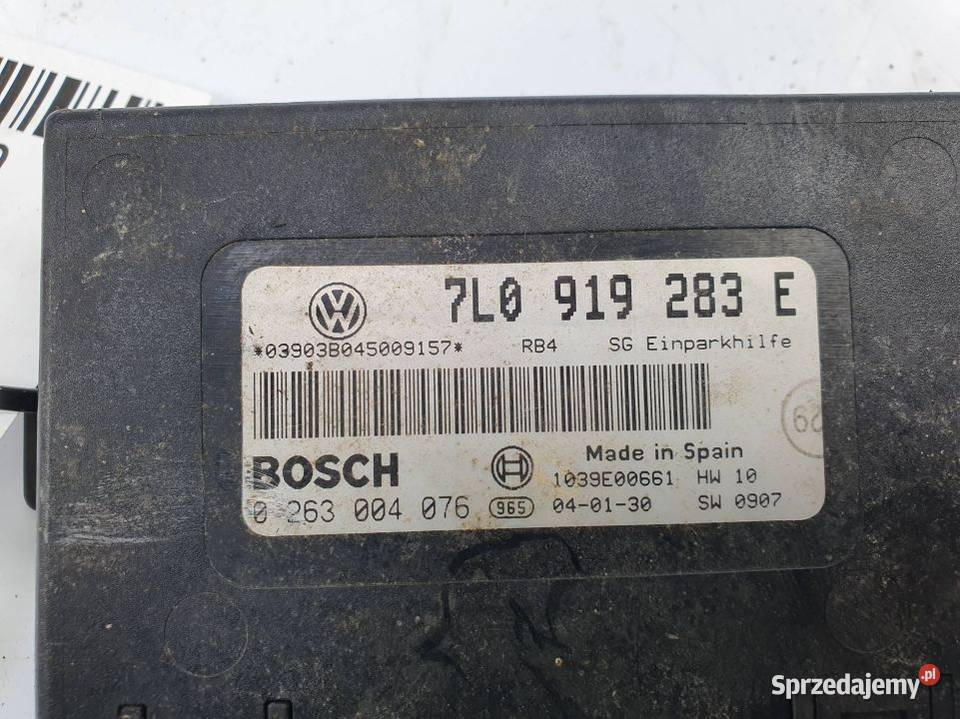 7L0 919 283 E
*03903B045009157* RB4 SG Einparkhilfe
BOSCH
Made in Spain
1039E00661 HW 10
0 263 004 076 965 04-01-30 SW 0907
Sprzedajemy.pl